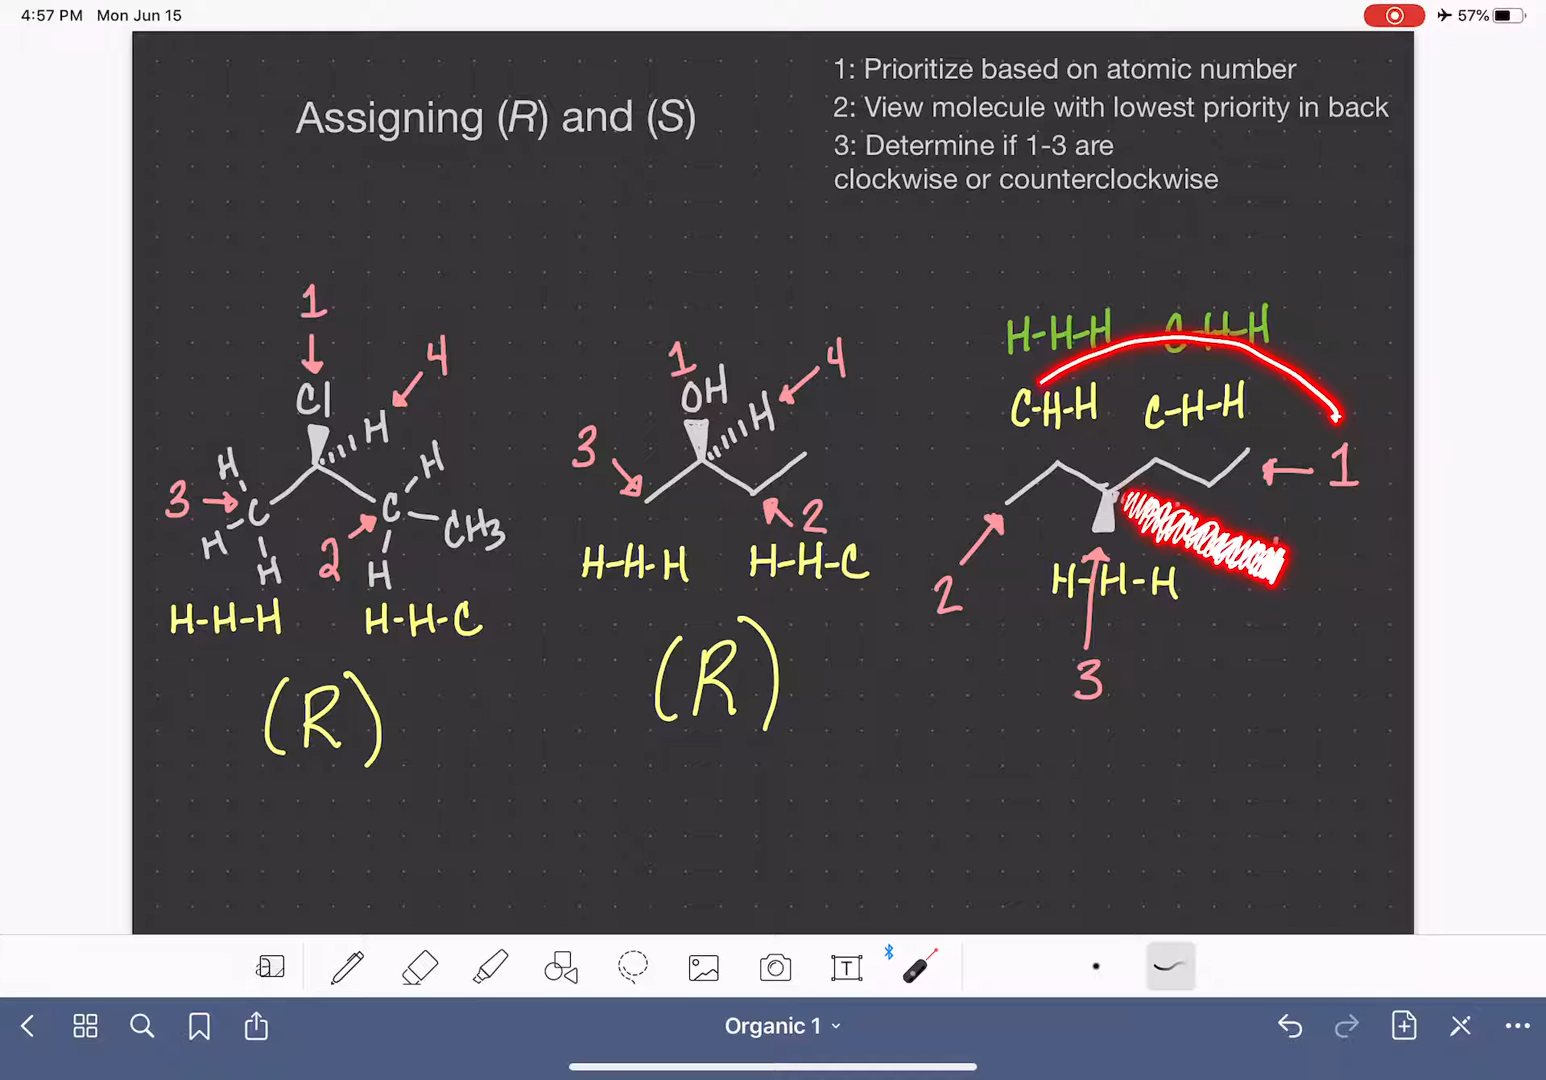 4:57 PM Mon Jun 15
57%
Assigning (R) and (S)
1: Prioritize based on atomic number
2: View molecule with lowest priority in back
3: Determine if 1-3 are
clockwise or counterclockwise
1
4
Cl
H
H
H
3
C
C
CH3
H
2
H
H
H-H-H
H-H-C
(R)
1
4
OH
H
3
2
H-H-H
H-H-C
(R)
H-H-H
C-H-H
C-H-H
C-H-H
1
2
H-H-H
3
T
Organic 1